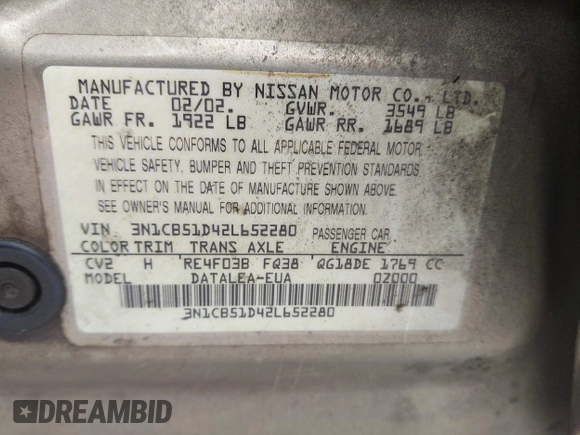 MANUFACTURED BY NISSAN MOTOR CO., LTD.
DATE 02/02. GVWR. 3549 LB
GAWR FR. 1922 LB GAWR RR. 1689 LB
THIS VEHICLE CONFORMS TO ALL APPLICABLE FEDERAL MOTOR
VEHICLE SAFETY, BUMPER AND THEFT PREVENTION STANDARDS
IN EFFECT ON THE DATE OF MANUFACTURE SHOWN ABOVE.
SEE OWNER'S MANUAL FOR ADDITIONAL INFORMATION.
VIN 3N1CB51D42L652280 PASSENGER CAR
COLOR TRIM TRANS AXLE ENGINE
CV2 H RE4F03B FQ38 QG18DE 1769 CC
MODEL DATALEA-EUA 02000
3N1CB51D42L652280
DREAMBID